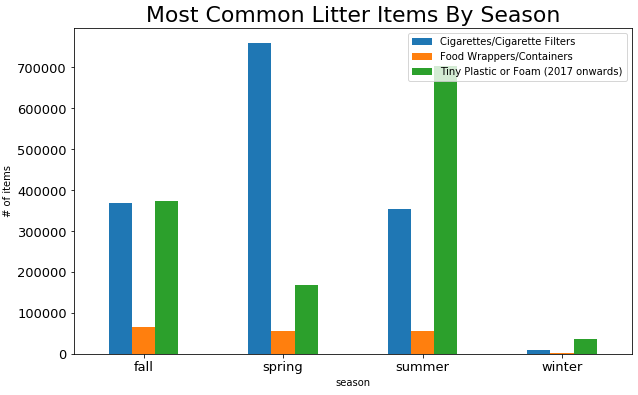 Most Common Litter Items By Season
Cigarettes/Cigarette Filters
Food Wrappers/Containers
Tiny Plastic or Foam (2017 onwards)
# of items
700000
600000
500000
400000
300000
200000
100000
0
fall
spring
summer
winter
season